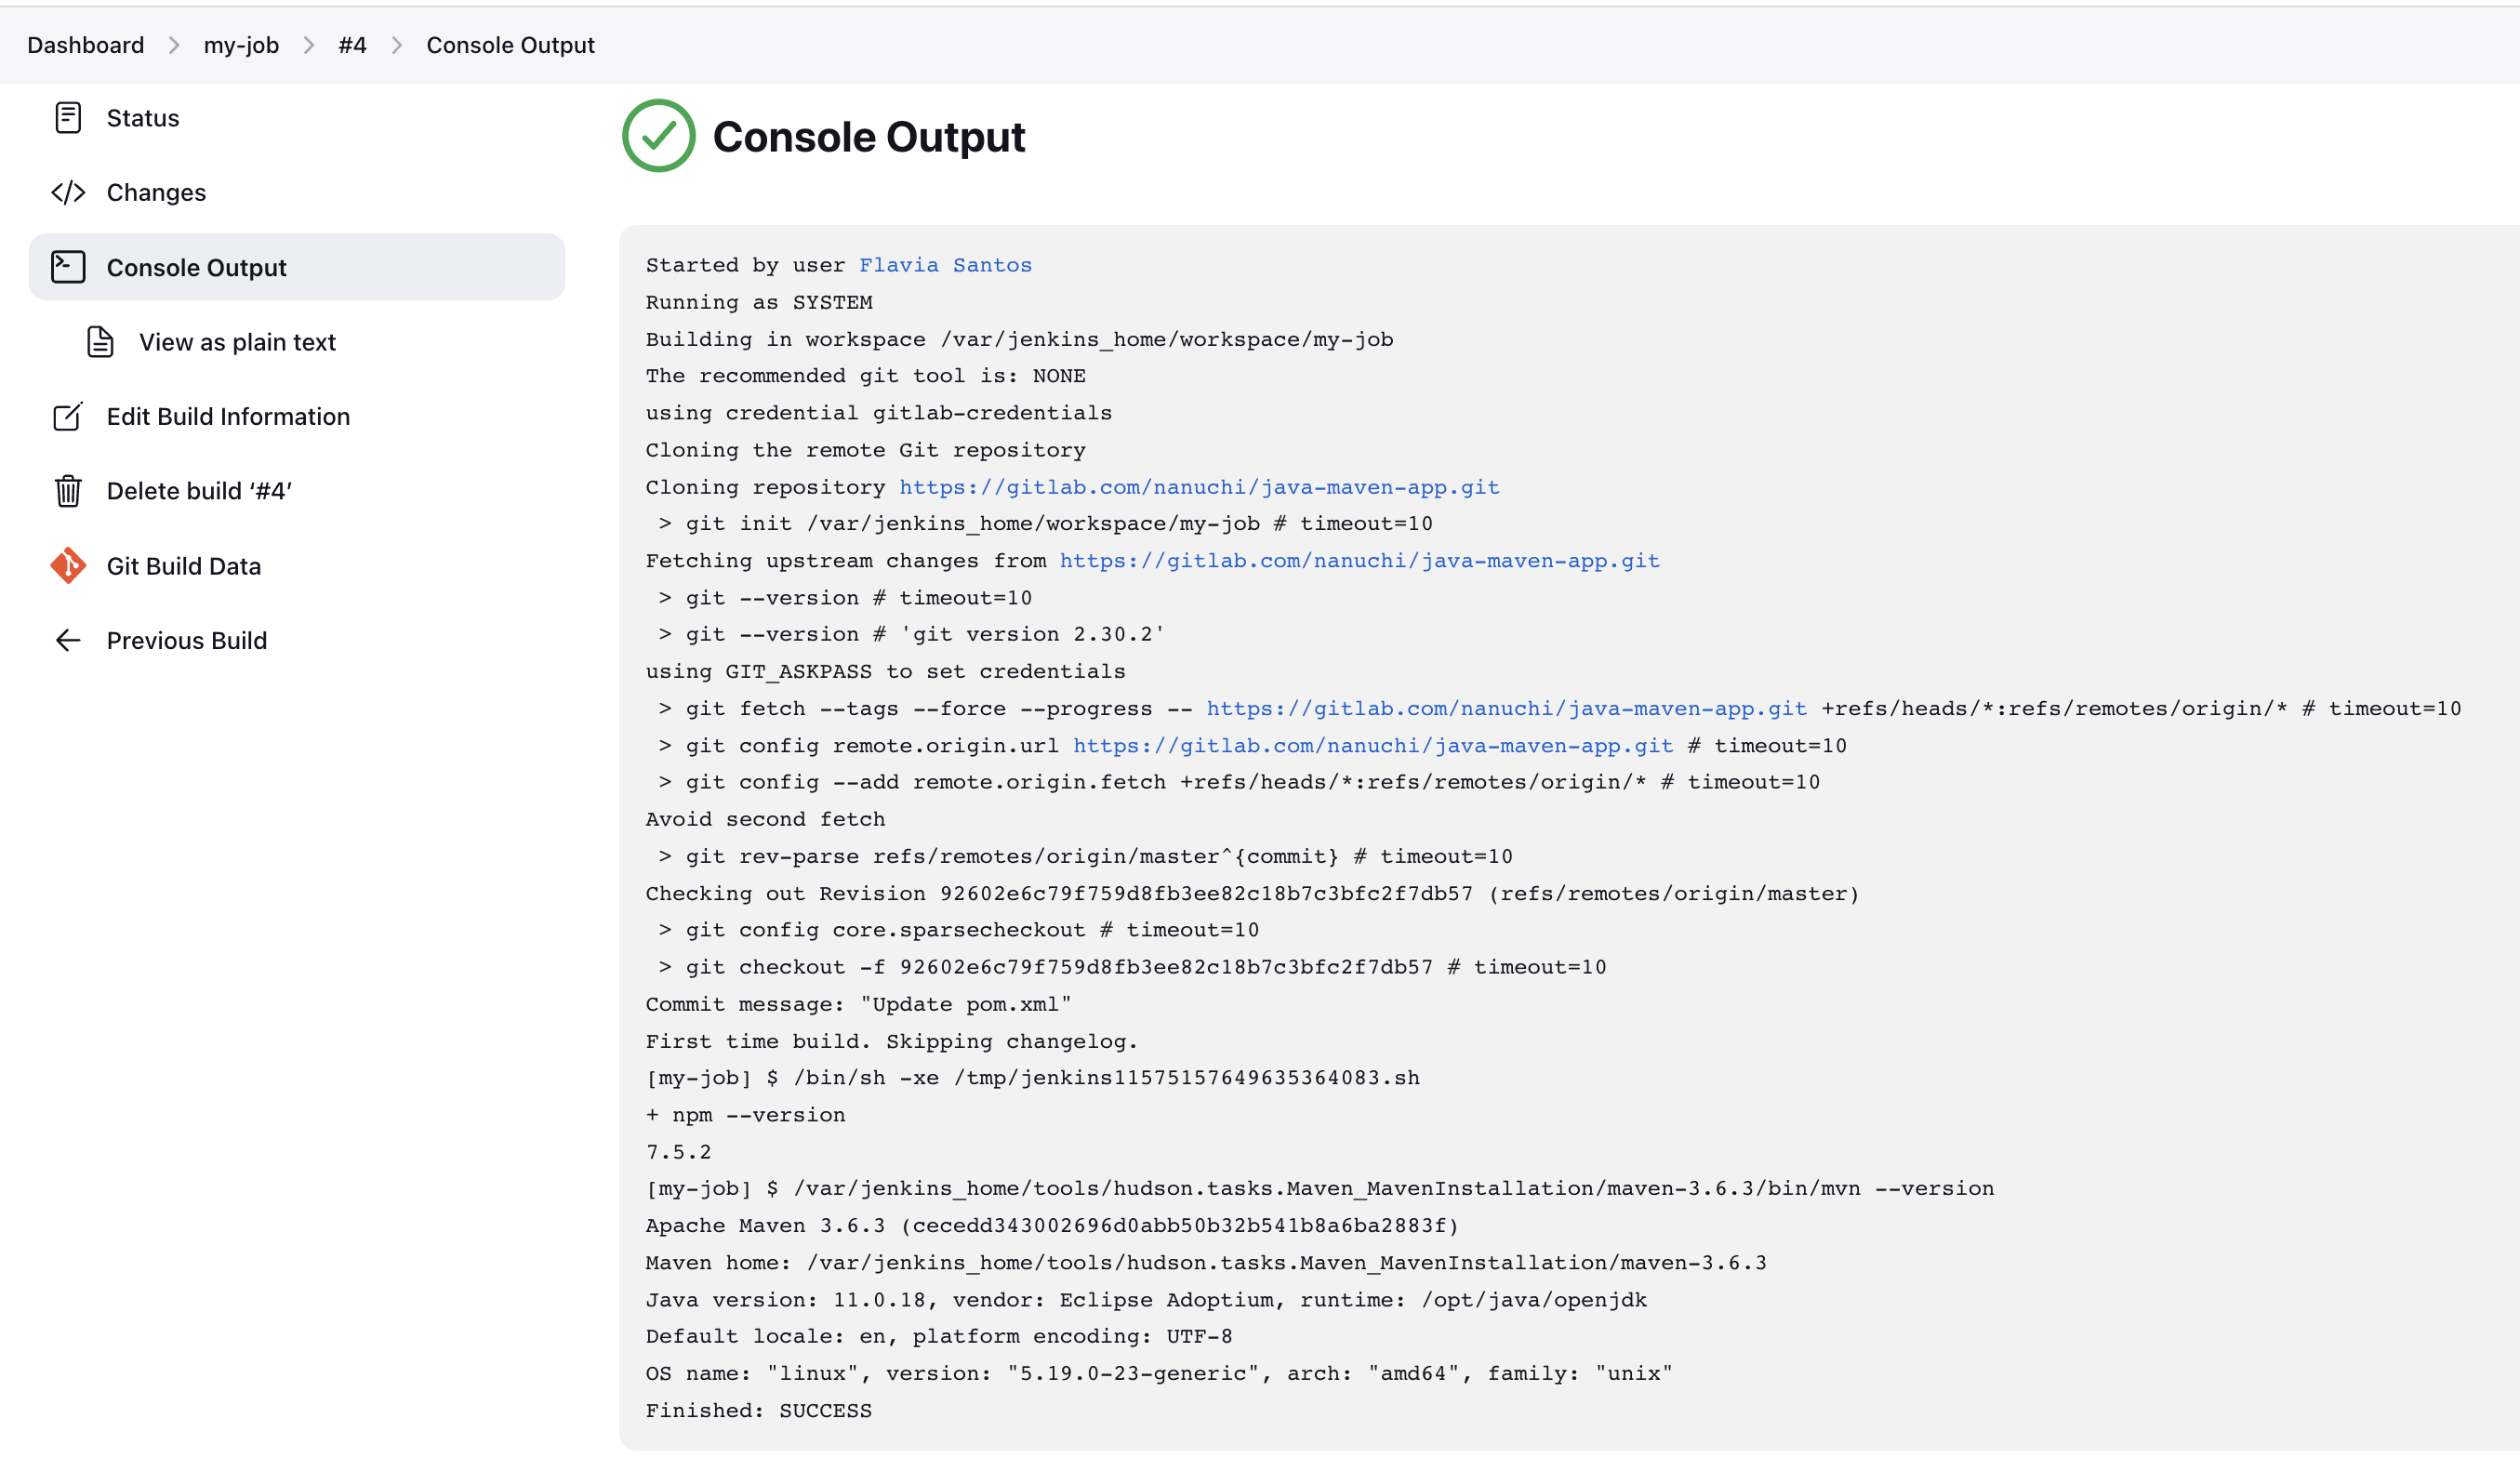 Dashboard > my-job > #4 > Console Output
Status
Changes
Console Output
View as plain text
Edit Build Information
Delete build ‘#4’
Git Build Data
Previous Build
Console Output
Started by user Flavia Santos
Running as SYSTEM
Building in workspace /var/jenkins_home/workspace/my-job
The recommended git tool is: NONE
using credential gitlab-credentials
Cloning the remote Git repository
Cloning repository https://gitlab.com/nanuchi/java-maven-app.git
 > git init /var/jenkins_home/workspace/my-job # timeout=10
Fetching upstream changes from https://gitlab.com/nanuchi/java-maven-app.git
 > git --version # timeout=10
 > git --version # 'git version 2.30.2'
using GIT_ASKPASS to set credentials
 > git fetch --tags --force --progress -- https://gitlab.com/nanuchi/java-maven-app.git +refs/heads/*:refs/remotes/origin/* # timeout=10
 > git config remote.origin.url https://gitlab.com/nanuchi/java-maven-app.git # timeout=10
 > git config --add remote.origin.fetch +refs/heads/*:refs/remotes/origin/* # timeout=10
Avoid second fetch
 > git rev-parse refs/remotes/origin/master^{commit} # timeout=10
Checking out Revision 92602e6c79f759d8fb3ee82c18b7c3bfc2f7db57 (refs/remotes/origin/master)
 > git config core.sparsecheckout # timeout=10
 > git checkout -f 92602e6c79f759d8fb3ee82c18b7c3bfc2f7db57 # timeout=10
Commit message: "Update pom.xml"
First time build. Skipping changelog.
[my-job] $ /bin/sh -xe /tmp/jenkins11575157649635364083.sh
+ npm --version
7.5.2
[my-job] $ /var/jenkins_home/tools/hudson.tasks.Maven_MavenInstallation/maven-3.6.3/bin/mvn --version
Apache Maven 3.6.3 (cecedd343002696d0abb50b32b541b8a6ba2883f)
Maven home: /var/jenkins_home/tools/hudson.tasks.Maven_MavenInstallation/maven-3.6.3
Java version: 11.0.18, vendor: Eclipse Adoptium, runtime: /opt/java/openjdk
Default locale: en, platform encoding: UTF-8
OS name: "linux", version: "5.19.0-23-generic", arch: "amd64", family: "unix"
Finished: SUCCESS